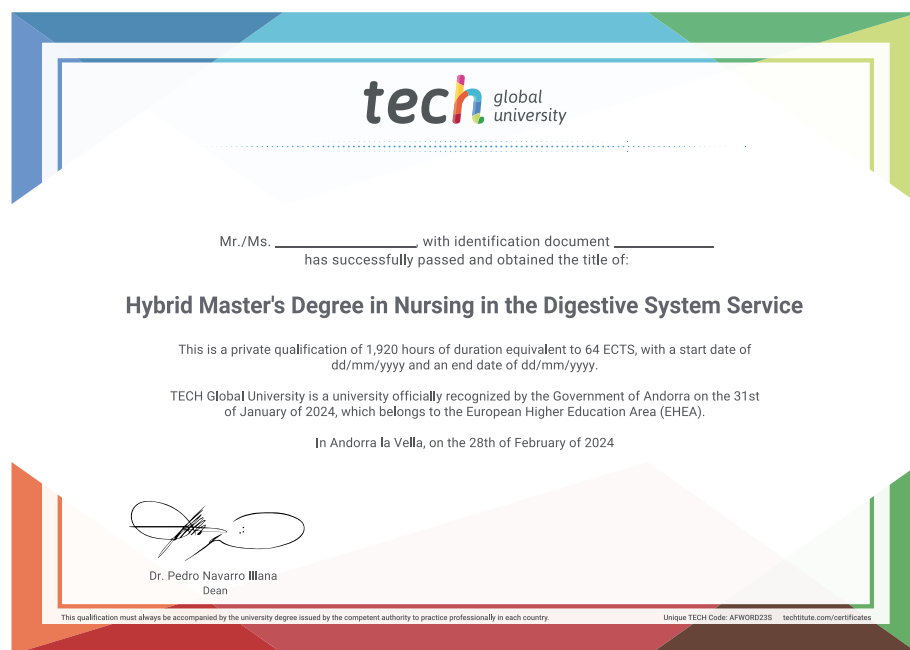 tech global
university
Mr./Ms. ________________, with identification document ___________
has successfully passed and obtained the title of:
Hybrid Master's Degree in Nursing in the Digestive System Service
This is a private qualification of 1,920 hours of duration equivalent to 64 ECTS, with a start date of
dd/mm/yyyy and an end date of dd/mm/yyyy.
TECH Global University is a university officially recognized by the Government of Andorra on the 31st
of January of 2024, which belongs to the European Higher Education Area (EHEA).
In Andorra la Vella, on the 28th of February of 2024
Dr. Pedro Navarro Illana
Dean
This qualification must always be accompanied by the university degree issued by the competent authority to practice professionally in each country.
Unique TECH Code: AFWORD23S techtitute.com/certificates